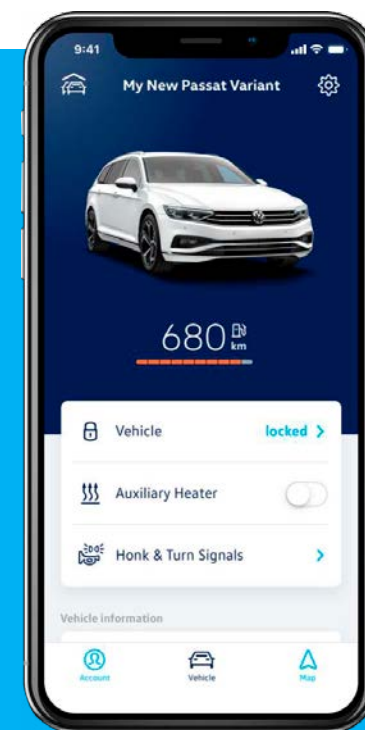 9:41
My New Passat Variant
680 km
Vehicle locked
Auxiliary Heater
Honk & Turn Signals
Vehicle information
Account Vehicle Map